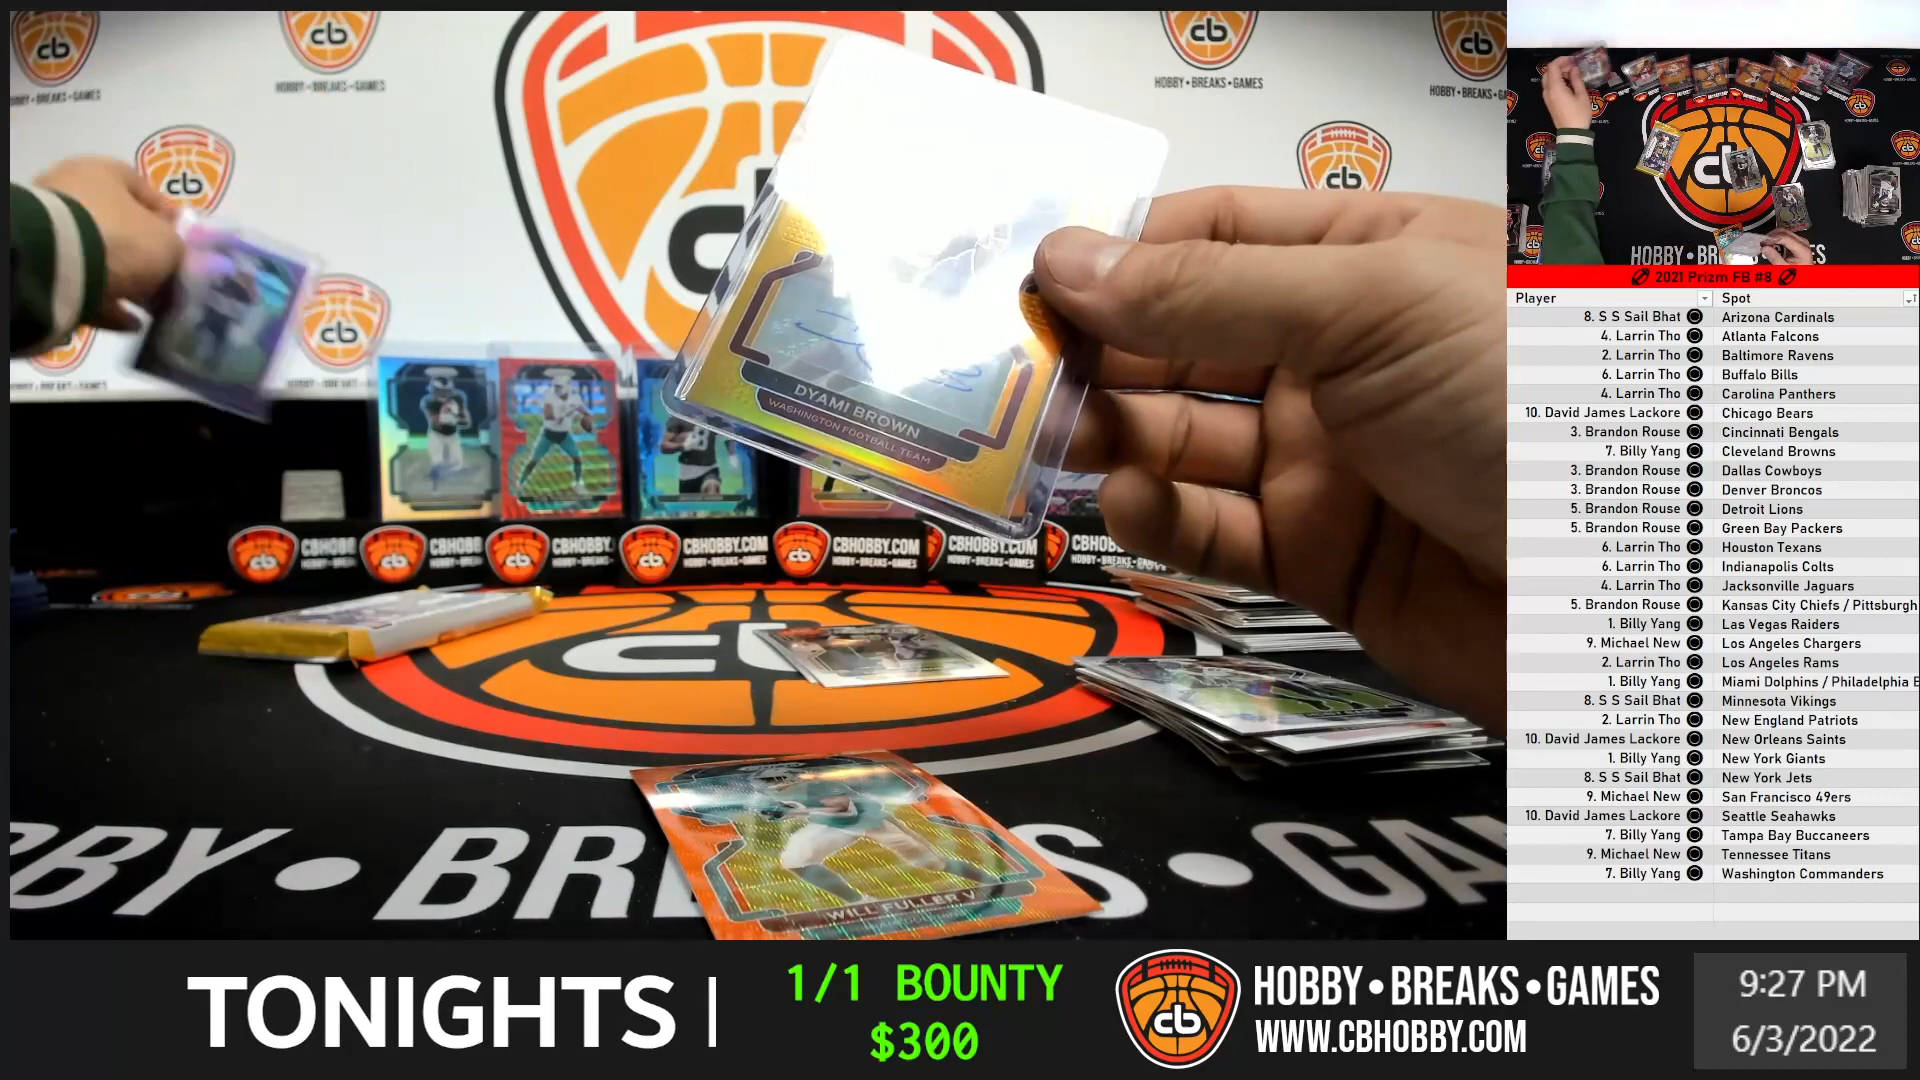 HOBBY•BREAKS•GAMES
DYAMI BROWN
WASHINGTON FOOTBALL TEAM
CBHOBBY.COM
HOBBY•BREAKS•GAMES
WILL FULLER V
2021 Prizm FB #8
Player Spot
8. S S Sail Bhat Arizona Cardinals
4. Larrin Tho Atlanta Falcons
2. Larrin Tho Baltimore Ravens
6. Larrin Tho Buffalo Bills
4. Larrin Tho Carolina Panthers
10. David James Lackore Chicago Bears
3. Brandon Rouse Cincinnati Bengals
7. Billy Yang Cleveland Browns
3. Brandon Rouse Dallas Cowboys
3. Brandon Rouse Denver Broncos
5. Brandon Rouse Detroit Lions
5. Brandon Rouse Green Bay Packers
6. Larrin Tho Houston Texans
6. Larrin Tho Indianapolis Colts
4. Larrin Tho Jacksonville Jaguars
5. Brandon Rouse Kansas City Chiefs / Pittsburgh
1. Billy Yang Las Vegas Raiders
9. Michael New Los Angeles Chargers
2. Larrin Tho Los Angeles Rams
1. Billy Yang Miami Dolphins / Philadelphia E
8. S S Sail Bhat Minnesota Vikings
2. Larrin Tho New England Patriots
10. David James Lackore New Orleans Saints
1. Billy Yang New York Giants
8. S S Sail Bhat New York Jets
9. Michael New San Francisco 49ers
10. David James Lackore Seattle Seahawks
7. Billy Yang Tampa Bay Buccaneers
9. Michael New Tennessee Titans
7. Billy Yang Washington Commanders
TONIGHTS
1/1 BOUNTY
$300
cb
HOBBY•BREAKS•GAMES
WWW.CBHOBBY.COM
9:27 PM
6/3/2022